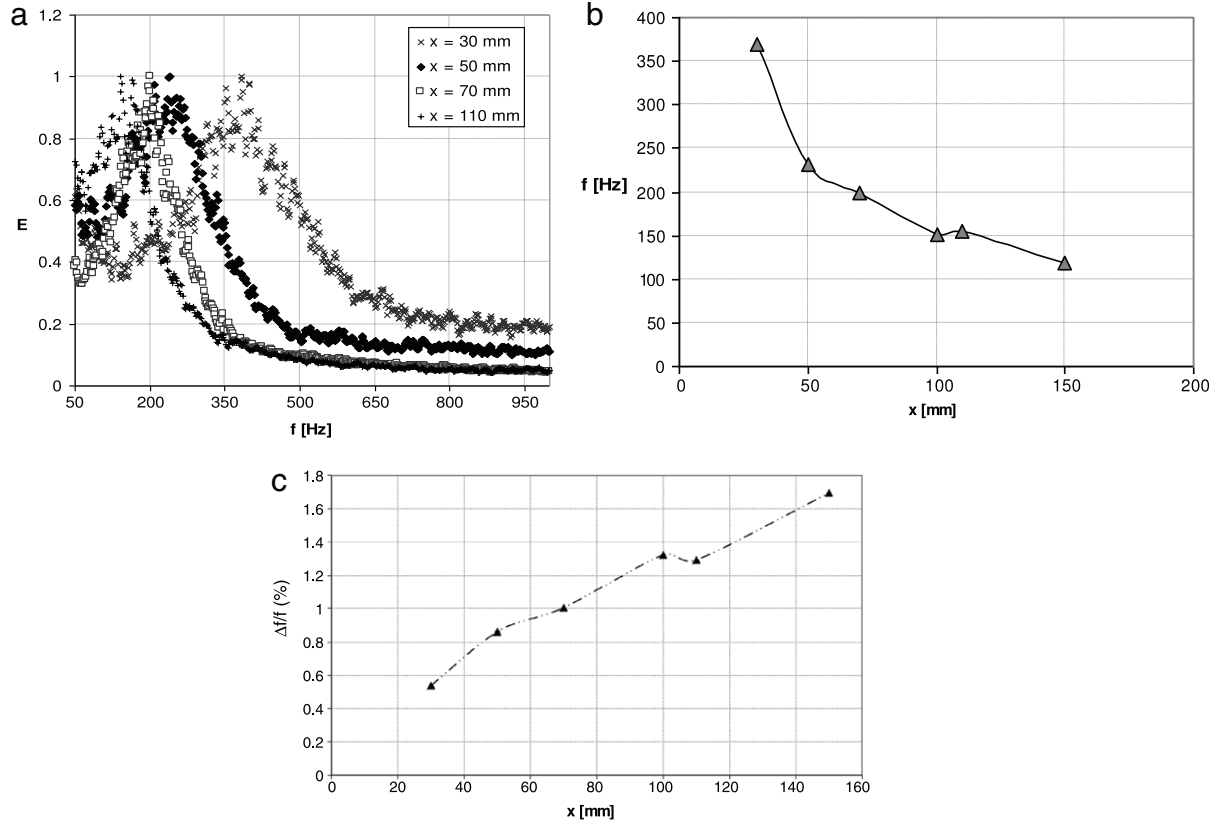 a
1.2
1
0.8
0.6
0.4
0.2
0
E
50 200 350 500 650 800 950
f [Hz]
x = 30 mm
x = 50 mm
x = 70 mm
x = 110 mm
b
400
350
300
250
200
150
100
50
0
f [Hz]
0 50 100 150 200
x [mm]
c
1.8
1.6
1.4
1.2
1
0.8
0.6
0.4
0.2
0
Δf/f (%)
0 20 40 60 80 100 120 140 160
x [mm]